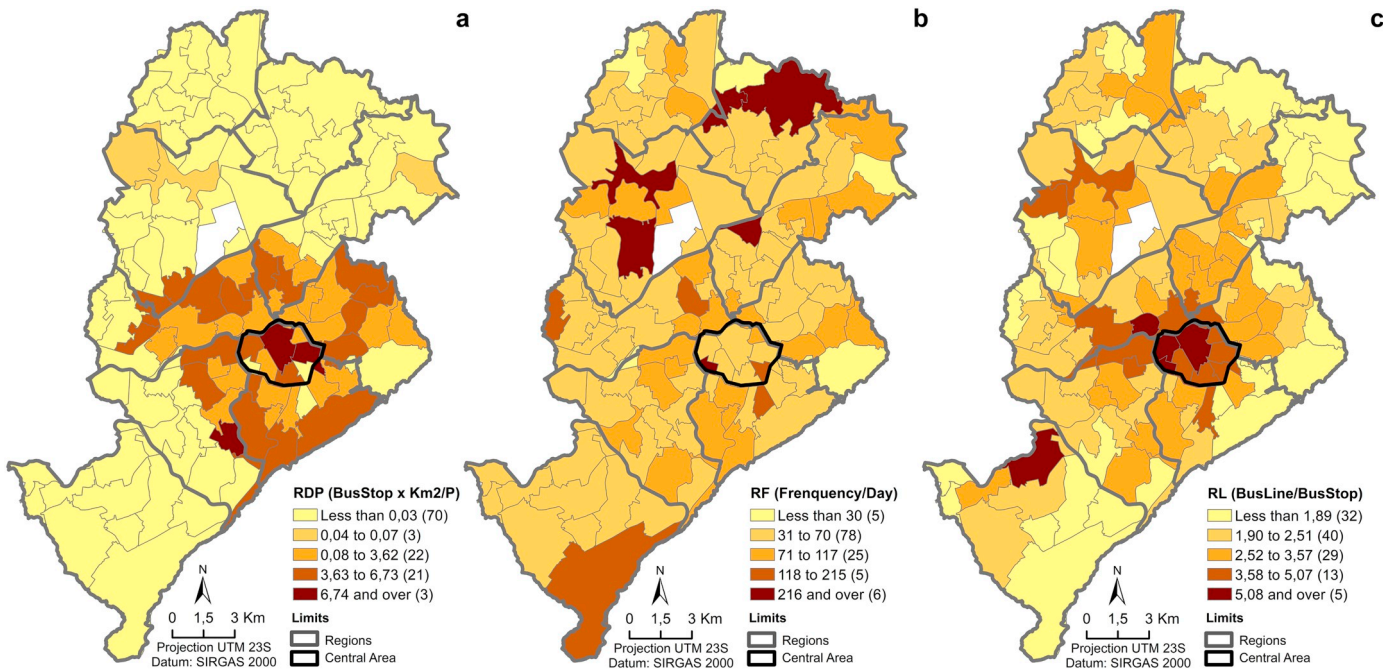 a
RDP (BusStop x Km2/P)
Less than 0,03 (70)
0,04 to 0,07 (3)
0,08 to 3,62 (22)
3,63 to 6,73 (21)
6,74 and over (3)
Limits
Regions
Central Area
N
0 1,5 3 Km
Projection UTM 23S
Datum: SIRGAS 2000
b
RF (Frenquency/Day)
Less than 30 (5)
31 to 70 (78)
71 to 117 (25)
118 to 215 (5)
216 and over (6)
Limits
Regions
Central Area
N
0 1,5 3 Km
Projection UTM 23S
Datum: SIRGAS 2000
c
RL (BusLine/BusStop)
Less than 1,89 (32)
1,90 to 2,51 (40)
2,52 to 3,57 (29)
3,58 to 5,07 (13)
5,08 and over (5)
Limits
Regions
Central Area
N
0 1,5 3 Km
Projection UTM 23S
Datum: SIRGAS 2000